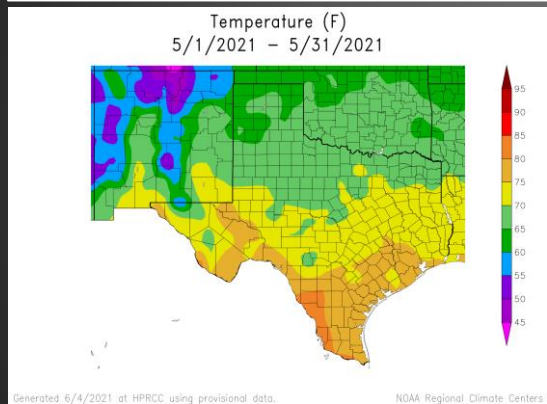 Temperature (F)
5/1/2021 – 5/31/2021
95
90
85
80
75
70
65
60
55
50
45
Generated 6/4/2021 at HPRCC using provisional data.
NOAA Regional Climate Centers